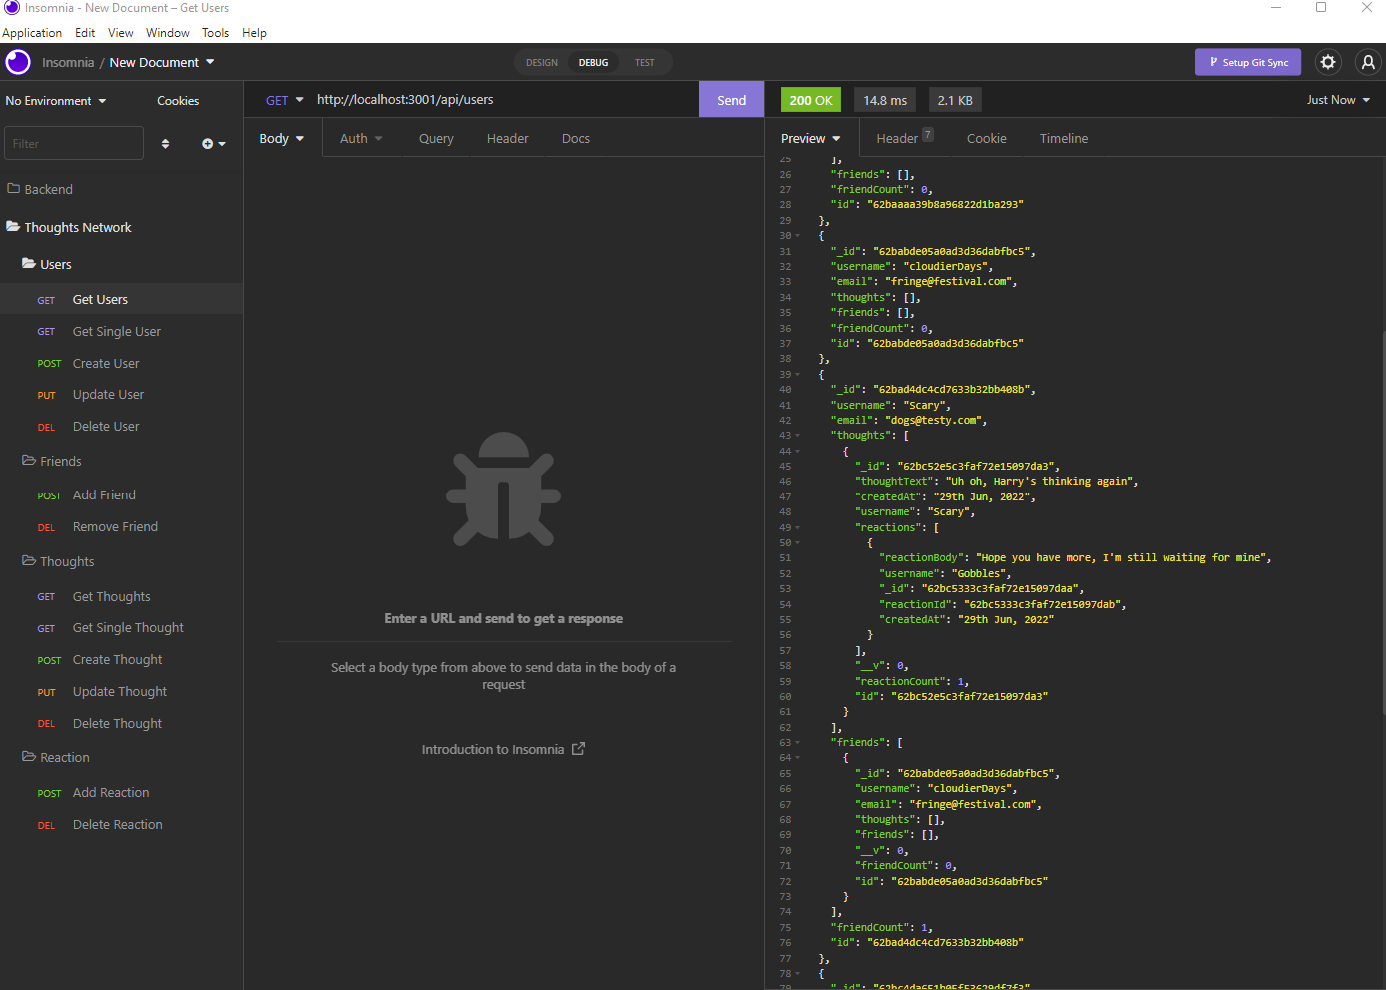 Insomnia - New Document – Get Users
Application Edit View Window Tools Help
Insomnia / New Document
DESIGN DEBUG TEST
Setup Git Sync
No Environment Cookies
Filter
Backend
Thoughts Network
Users
GET Get Users
GET Get Single User
POST Create User
PUT Update User
DEL Delete User
Friends
POST Add Friend
DEL Remove Friend
Thoughts
GET Get Thoughts
GET Get Single Thought
POST Create Thought
PUT Update Thought
DEL Delete Thought
Reaction
POST Add Reaction
DEL Delete Reaction
GET http://localhost:3001/api/users Send
Body Auth Query Header Docs
Enter a URL and send to get a response
Select a body type from above to send data in the body of a
request
Introduction to Insomnia
200 OK 14.8 ms 2.1 KB Just Now
Preview Header 7 Cookie Timeline
25 ],
26 "friends": [],
27 "friendCount": 0,
28 "id": "62baaaa39b8a96822d1ba293"
29 },
30 {
31 "_id": "62babde05a0ad3d36dabfbc5",
32 "username": "cloudierDays",
33 "email": "fringe@festival.com",
34 "thoughts": [],
35 "friends": [],
36 "friendCount": 0,
37 "id": "62babde05a0ad3d36dabfbc5"
38 },
39 {
40 "_id": "62bad4dc4cd7633b32bb408b",
41 "username": "Scary",
42 "email": "dogs@testy.com",
43 "thoughts": [
44 {
45 "_id": "62bc52e5c3faf72e15097da3",
46 "thoughtText": "Uh oh, Harry's thinking again",
47 "createdAt": "29th Jun, 2022",
48 "username": "Scary",
49 "reactions": [
50 {
51 "reactionBody": "Hope you have more, I'm still waiting for mine",
52 "username": "Gobbles",
53 "_id": "62bc5333c3faf72e15097daa",
54 "reactionId": "62bc5333c3faf72e15097dab",
55 "createdAt": "29th Jun, 2022"
56 }
57 ],
58 "__v": 0,
59 "reactionCount": 1,
60 "id": "62bc52e5c3faf72e15097da3"
61 }
62 ],
63 "friends": [
64 {
65 "_id": "62babde05a0ad3d36dabfbc5",
66 "username": "cloudierDays",
67 "email": "fringe@festival.com",
68 "thoughts": [],
69 "friends": [],
70 "__v": 0,
71 "friendCount": 0,
72 "id": "62babde05a0ad3d36dabfbc5"
73 }
74 ],
75 "friendCount": 1,
76 "id": "62bad4dc4cd7633b32bb408b"
77 },
78 {
79 "_id":